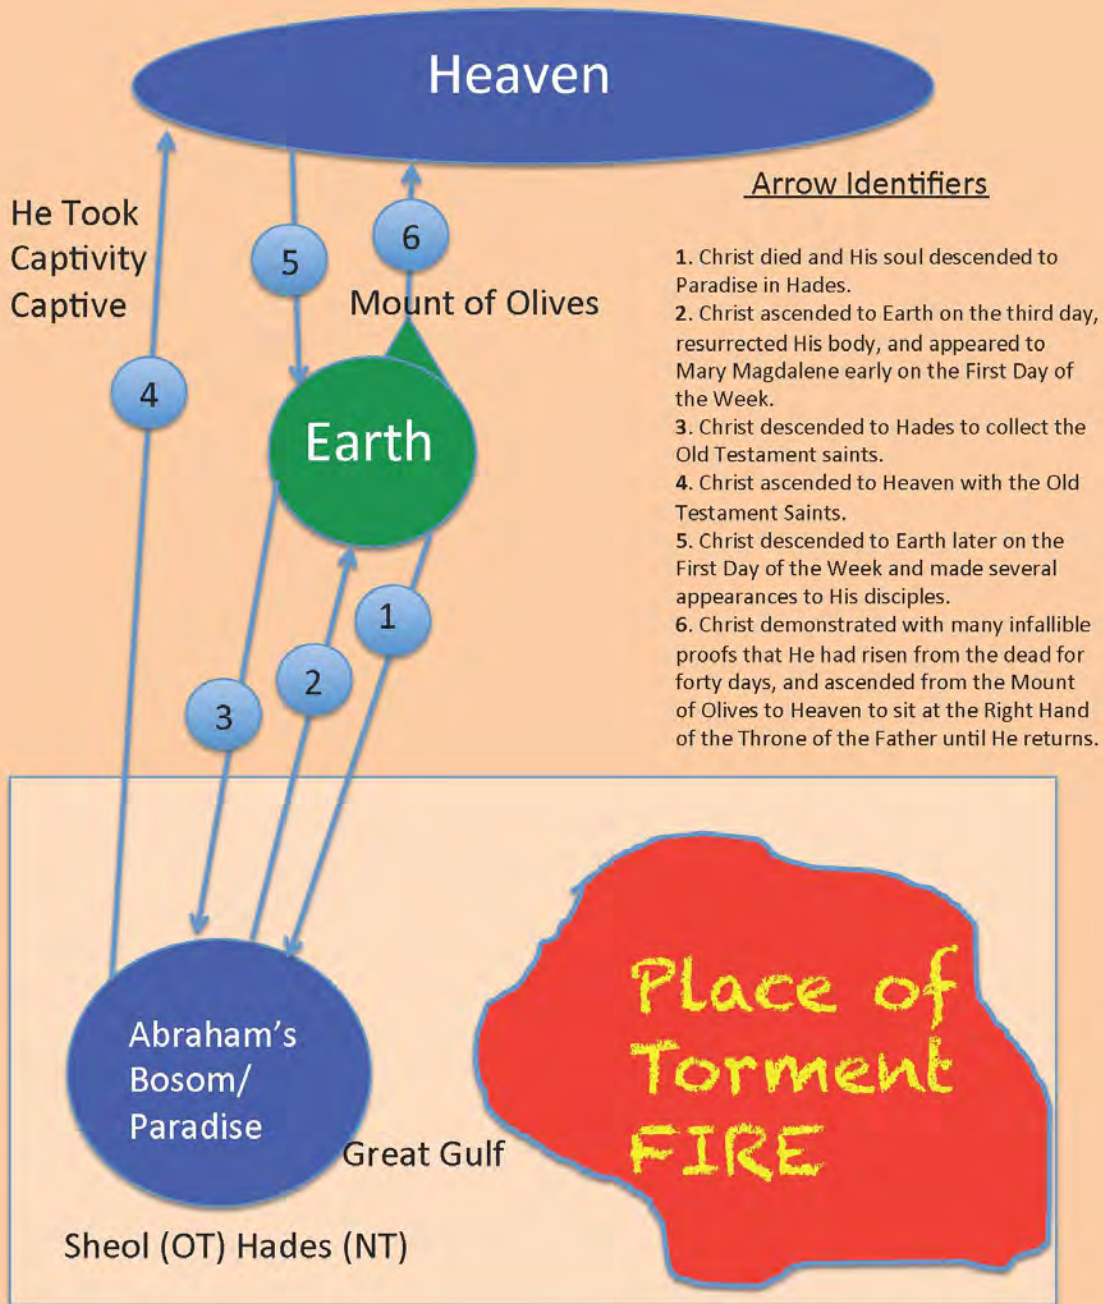 Heaven
He Took
Captivity
Captive
5
6
Mount of Olives
4
Earth
1
2
3
Arrow Identifiers
1. Christ died and His soul descended to
Paradise in Hades.
2. Christ ascended to Earth on the third day,
resurrected His body, and appeared to
Mary Magdalene early on the First Day of
the Week.
3. Christ descended to Hades to collect the
Old Testament saints.
4. Christ ascended to Heaven with the Old
Testament Saints.
5. Christ descended to Earth later on the
First Day of the Week and made several
appearances to His disciples.
6. Christ demonstrated with many infallible
proofs that He had risen from the dead for
forty days, and ascended from the Mount
of Olives to Heaven to sit at the Right Hand
of the Throne of the Father until He returns.
Abraham's
Bosom/
Paradise
Great Gulf
Place of
Torment
FIRE
Sheol (OT) Hades (NT)